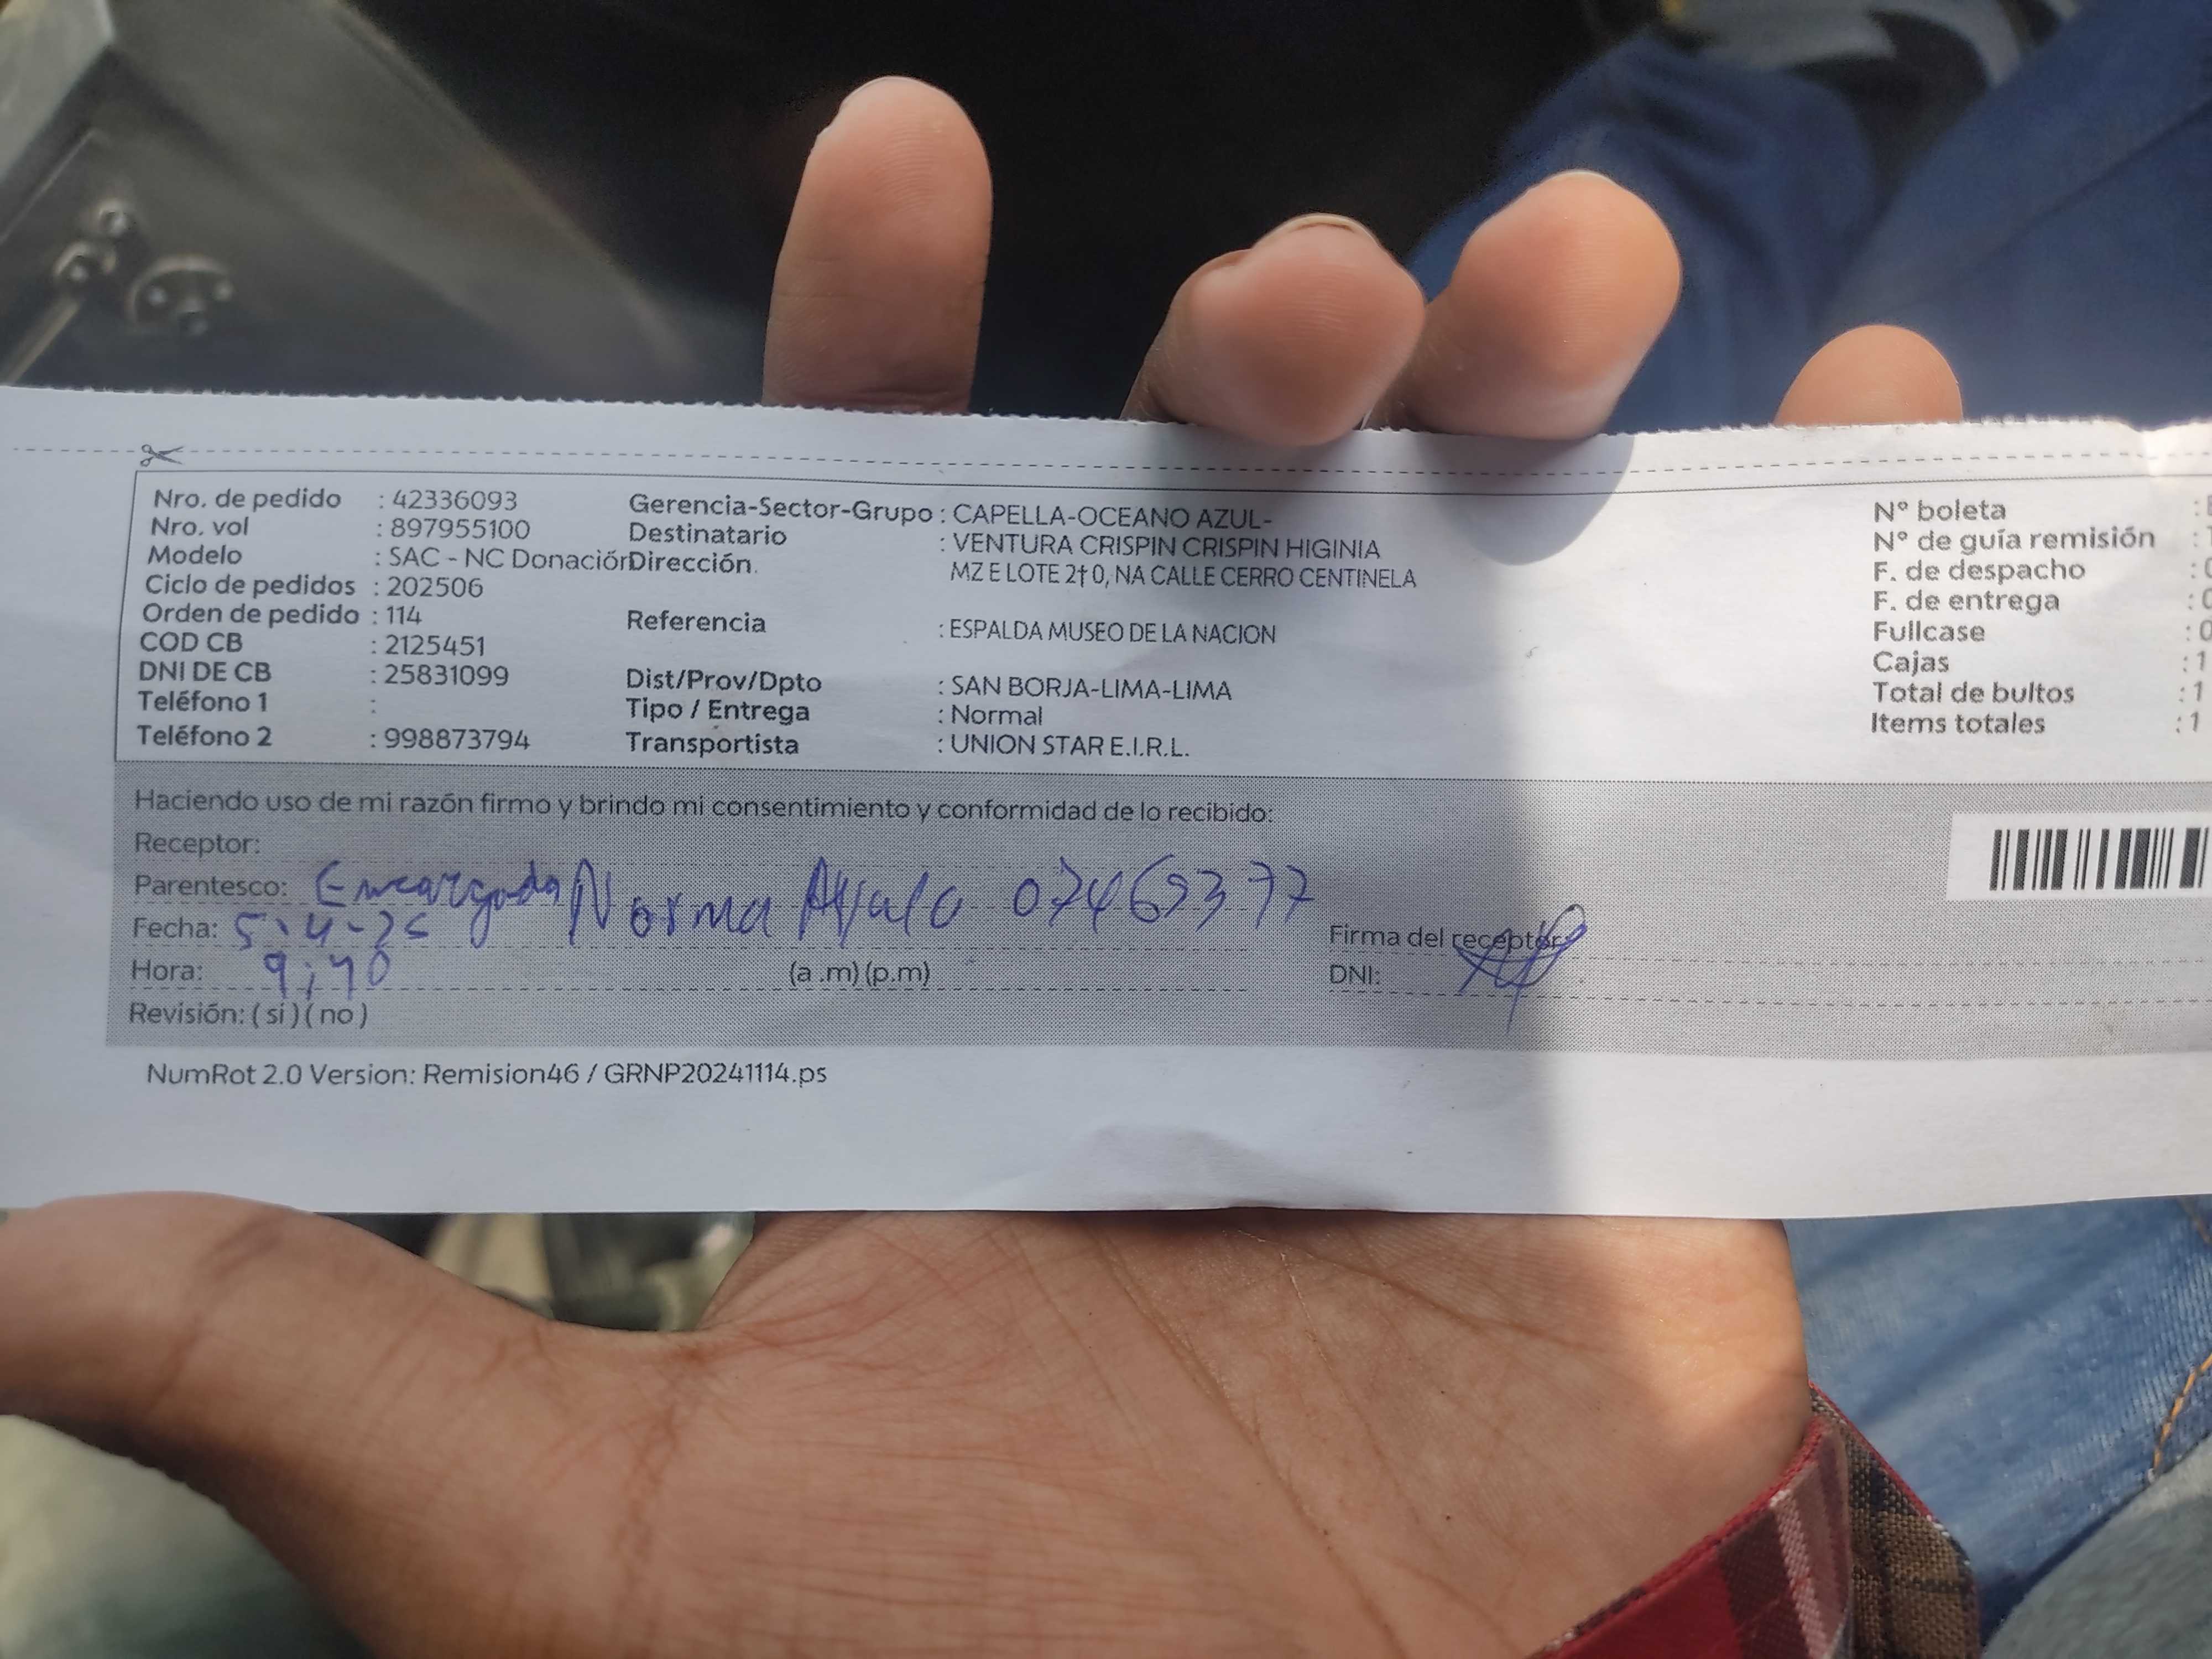 Nro. de pedido : 42336093
Nro. vol : 897955100
Modelo : SAC - NC Donación
Ciclo de pedidos : 202506
Orden de pedido : 114
COD CB : 2125451
DNI DE CB : 25831099
Teléfono 1 :
Teléfono 2 : 998873794
Gerencia-Sector-Grupo : CAPELLA-OCEANO AZUL-
Destinatario : VENTURA CRISPIN CRISPIN HIGINIA
Dirección. MZ E LOTE 2†0, NA CALLE CERRO CENTINELA
Referencia : ESPALDA MUSEO DE LA NACION
Dist/Prov/Dpto : SAN BORJA-LIMA-LIMA
Tipo / Entrega : Normal
Transportista : UNION STAR E.I.R.L.
N° boleta :
N° de guía remisión :
F. de despacho : 0
F. de entrega : 0
Fullcase : 0
Cajas : 1
Total de bultos : 1
Items totales : 1
Haciendo uso de mi razón firmo y brindo mi consentimiento y conformidad de lo recibido:
Receptor:
Parentesco: Encargada Norma 07469377
Fecha: 5-4-25
Hora: 9:40 (a .m) (p.m)
Firma del receptor:
DNI:
Revisión: ( si ) ( no )
NumRot 2.0 Version: Remision46 / GRNP20241114.ps